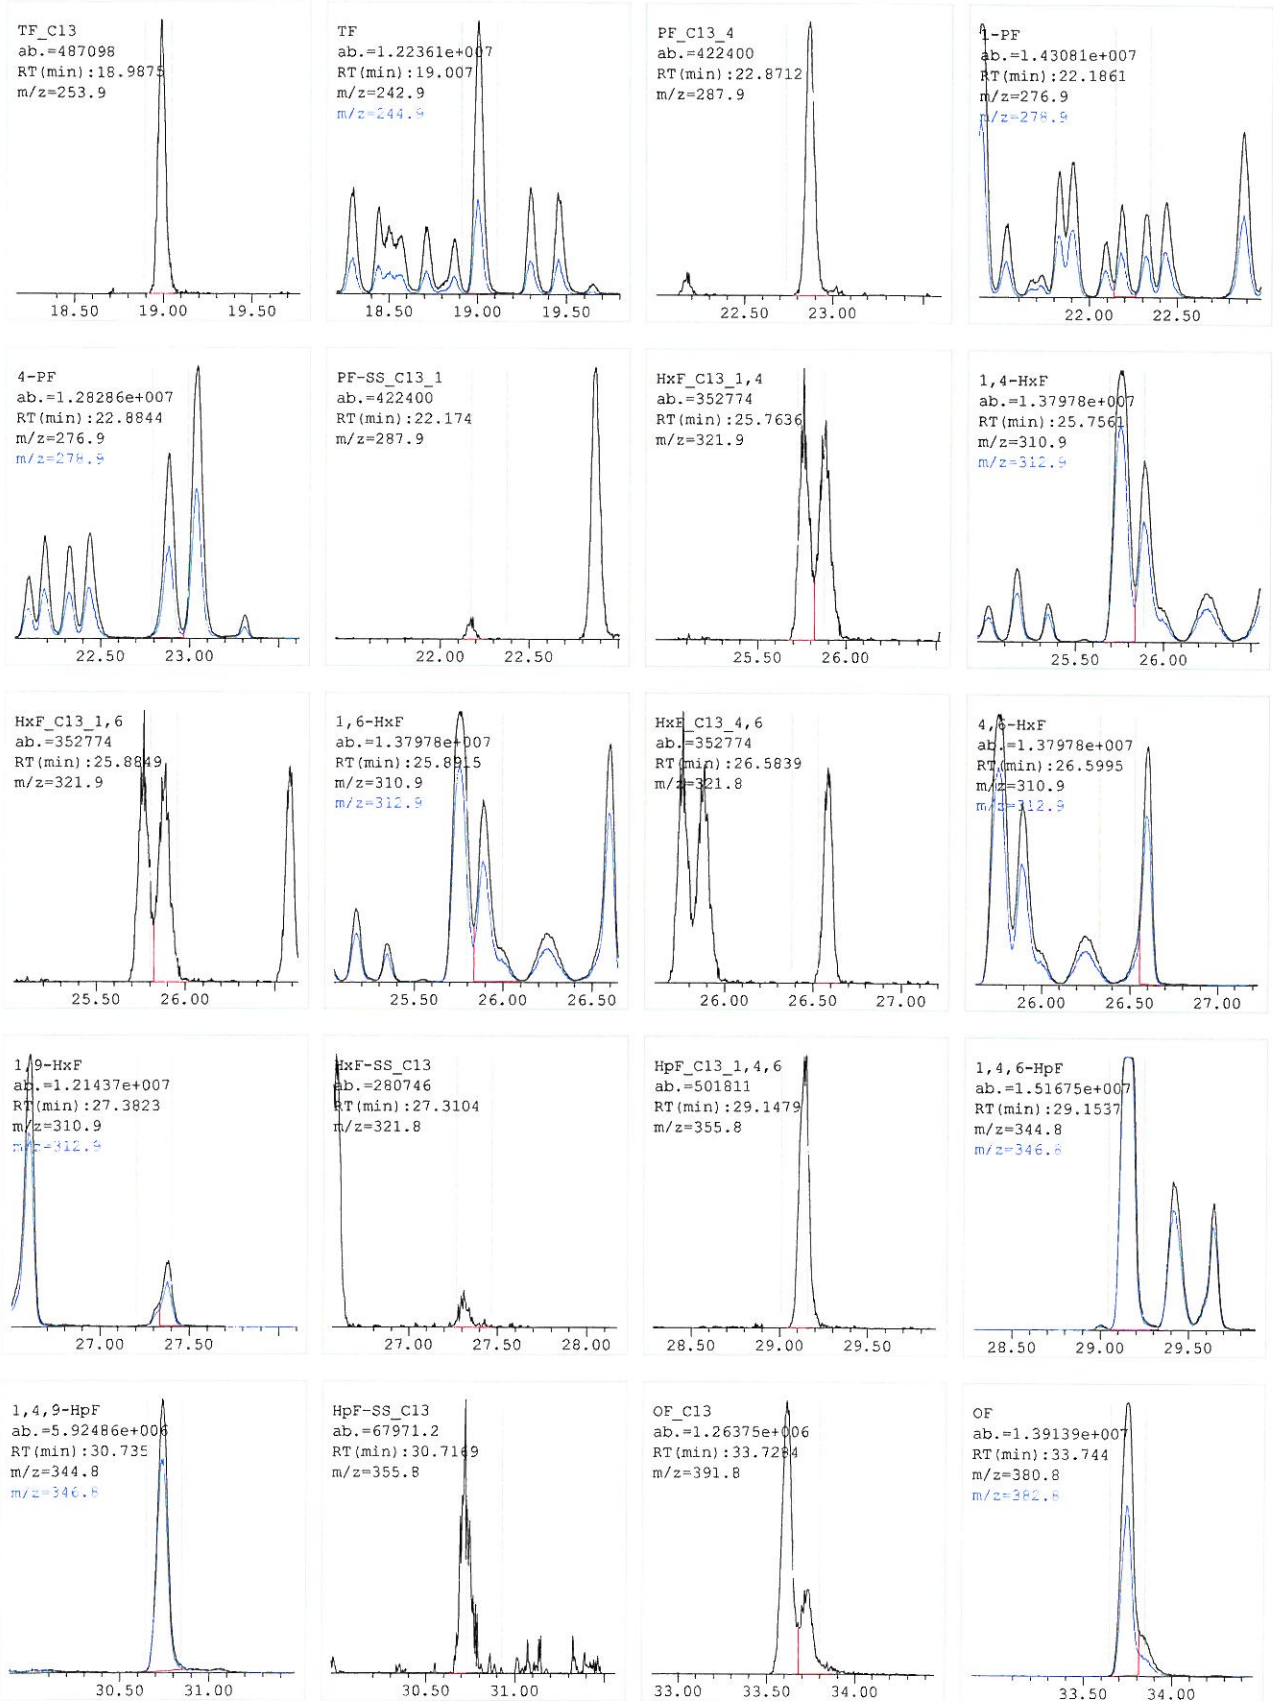 TF_C13
ab.=487098
RT(min):18.9875
m/z=253.9
18.50 19.00 19.50
TF
ab.=1.22361e+007
RT(min):19.007
m/z=242.9
m/z=244.9
18.50 19.00 19.50
PF_C13_4
ab.=422400
RT(min):22.8712
m/z=287.9
22.50 23.00
1-PF
ab.=1.43081e+007
RT(min):22.1861
m/z=276.9
m/z=278.9
22.00 22.50
4-PF
ab.=1.28286e+007
RT(min):22.8844
m/z=276.9
m/z=278.9
22.50 23.00
PF-SS_C13_1
ab.=422400
RT(min):22.174
m/z=287.9
22.00 22.50
HxF_C13_1,4
ab.=352774
RT(min):25.7636
m/z=321.9
25.50 26.00
1,4-HxF
ab.=1.37978e+007
RT(min):25.7561
m/z=310.9
m/z=312.9
25.50 26.00
HxF_C13_1,6
ab.=352774
RT(min):25.8849
m/z=321.9
25.50 26.00
1,6-HxF
ab.=1.37978e+007
RT(min):25.8915
m/z=310.9
m/z=312.9
25.50 26.00 26.50
HxF_C13_4,6
ab.=352774
RT(min):26.5839
m/z=321.8
26.00 26.50 27.00
4,6-HxF
ab.=1.37978e+007
RT(min):26.5995
m/z=310.9
m/z=312.9
26.00 26.50 27.00
1,9-HxF
ab.=1.21437e+007
RT(min):27.3823
m/z=310.9
m/z=312.9
27.00 27.50
HxF-SS_C13
ab.=280746
RT(min):27.3104
m/z=321.8
27.00 27.50 28.00
HpF_C13_1,4,6
ab.=501811
RT(min):29.1479
m/z=355.8
28.50 29.00 29.50
1,4,6-HpF
ab.=1.51675e+007
RT(min):29.1537
m/z=344.8
m/z=346.8
28.50 29.00 29.50
1,4,9-HpF
ab.=5.92486e+006
RT(min):30.735
m/z=344.8
m/z=346.8
30.50 31.00
HpF-SS_C13
ab.=67971.2
RT(min):30.7169
m/z=355.8
30.50 31.00
OF_C13
ab.=1.26375e+006
RT(min):33.7284
m/z=391.8
33.00 33.50 34.00
OF
ab.=1.39139e+007
RT(min):33.744
m/z=380.8
m/z=382.8
33.50 34.00